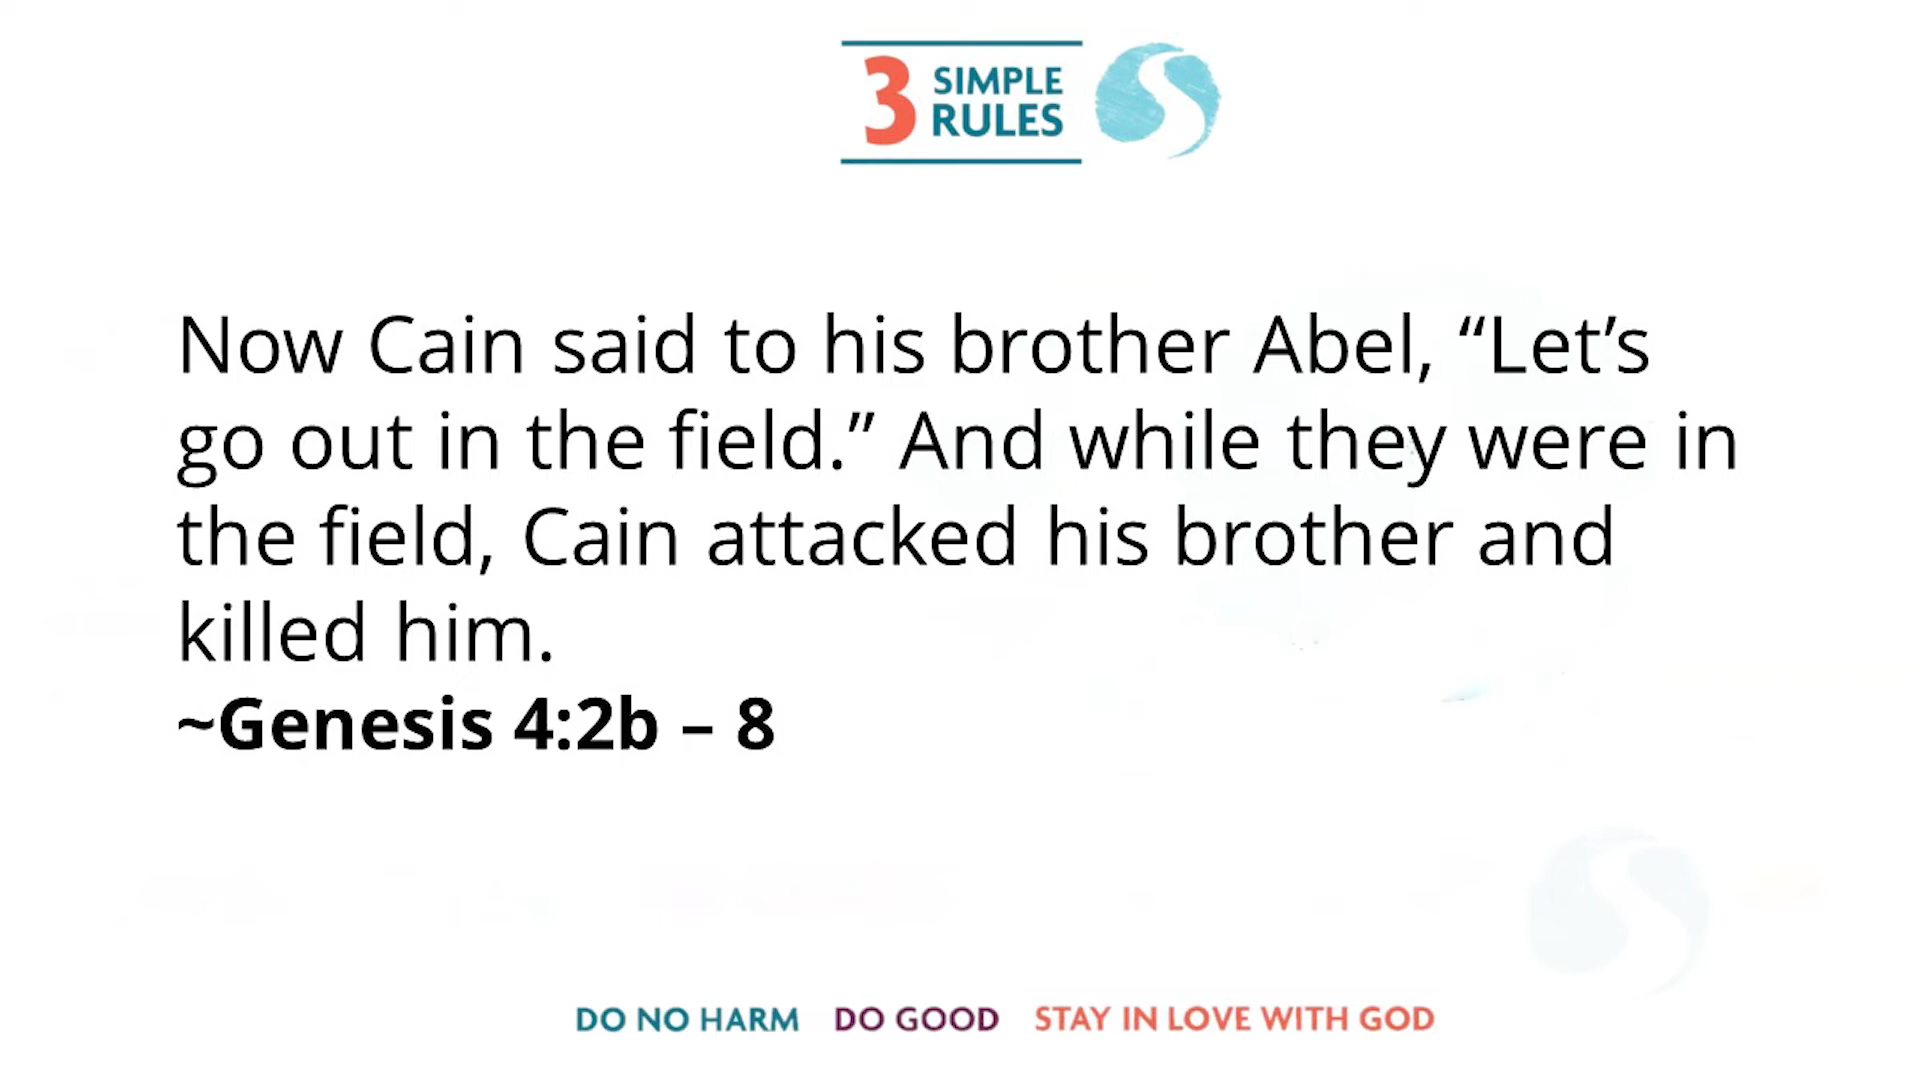 3 SIMPLE
RULES
Now Cain said to his brother Abel, “Let’s
go out in the field.” And while they were in
the field, Cain attacked his brother and
killed him.
~Genesis 4:2b – 8
DO NO HARM DO GOOD STAY IN LOVE WITH GOD